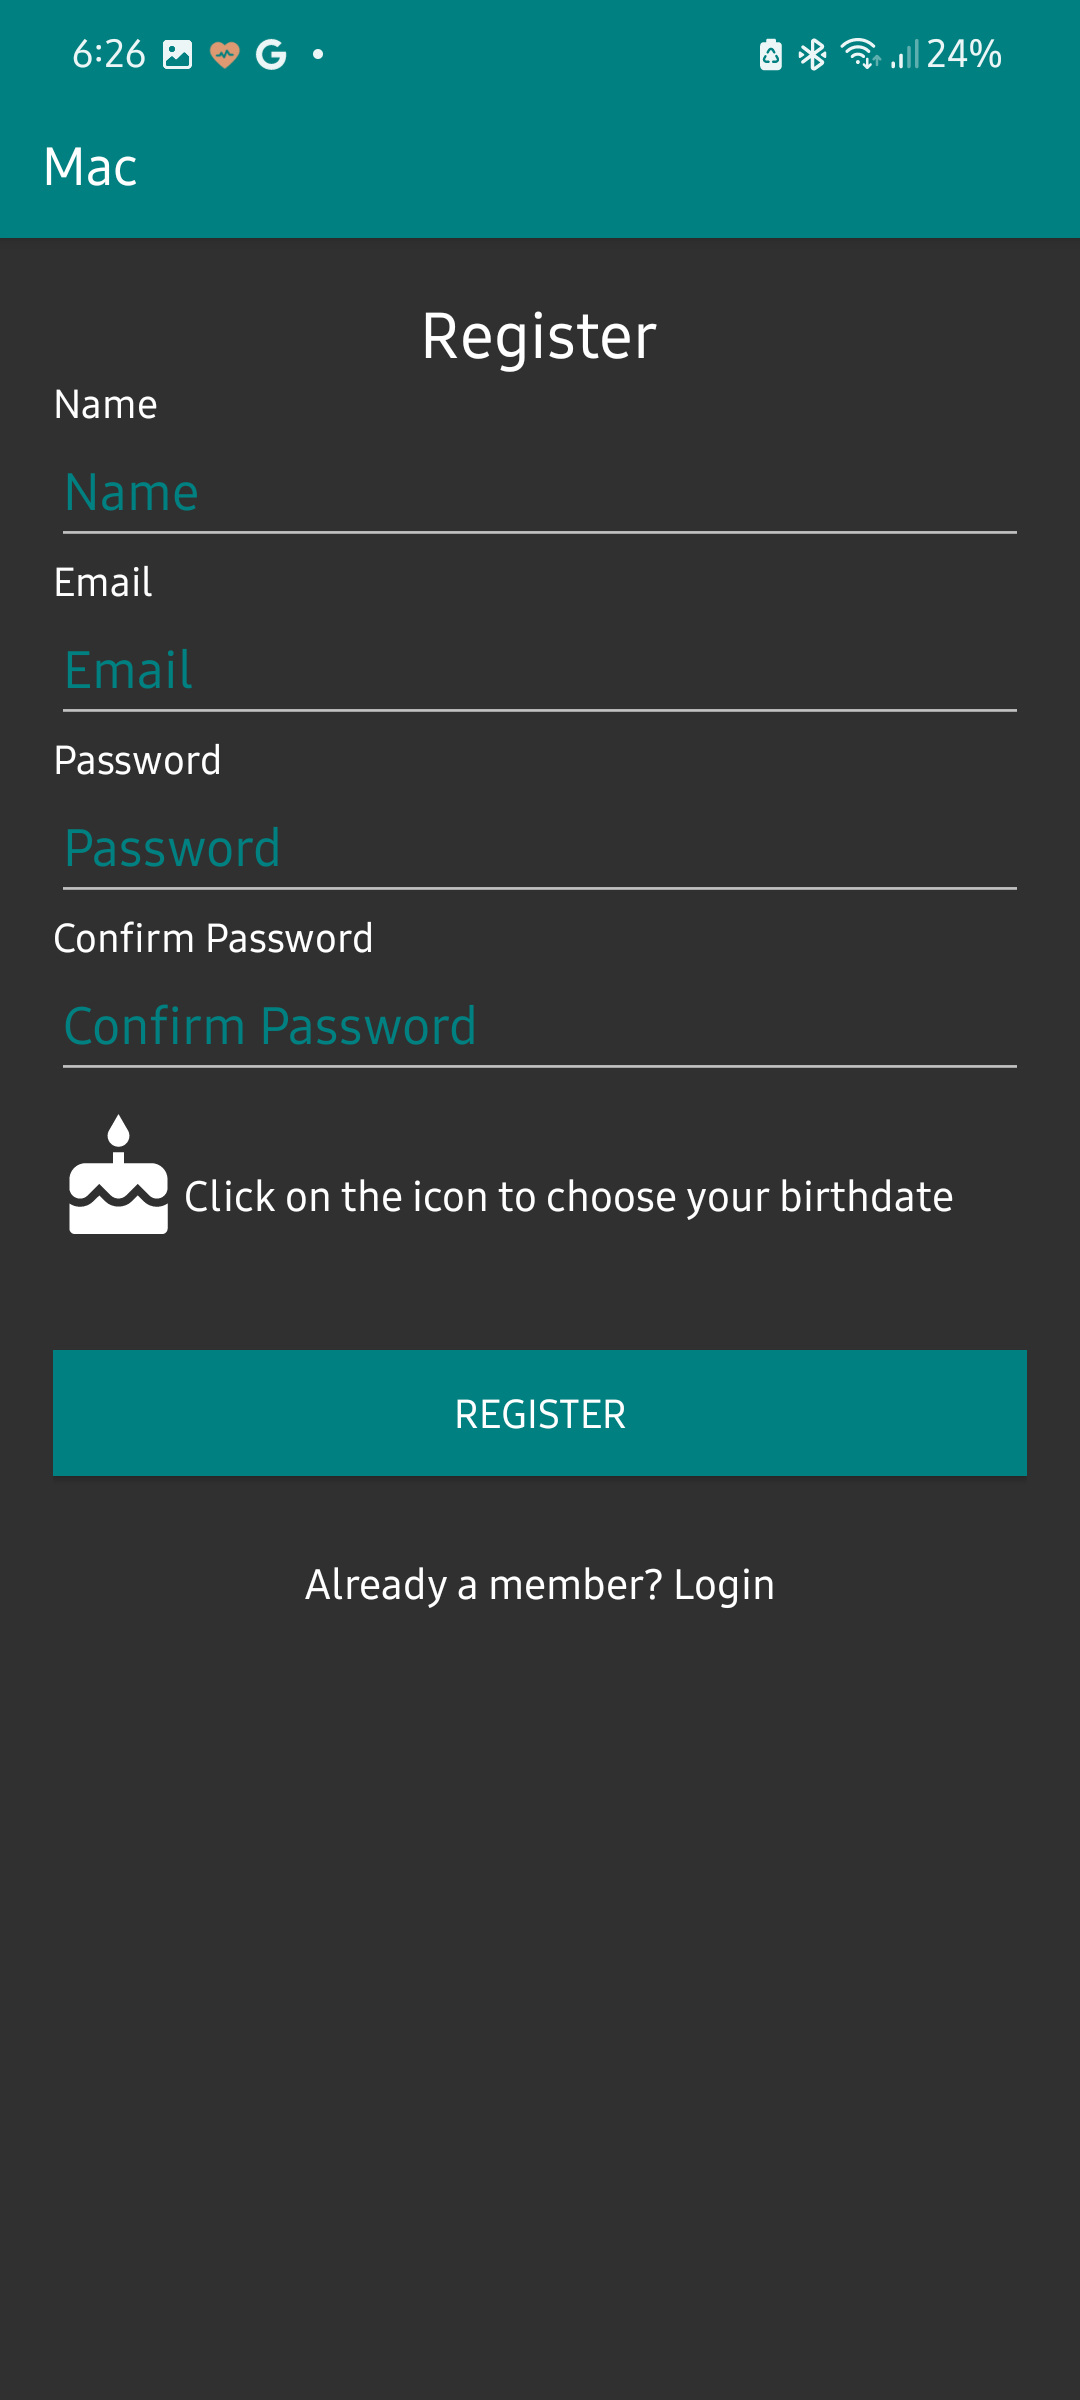 6:26 24%
Mac
Register
Name
Name
Email
Email
Password
Password
Confirm Password
Confirm Password
Click on the icon to choose your birthdate
REGISTER
Already a member? Login